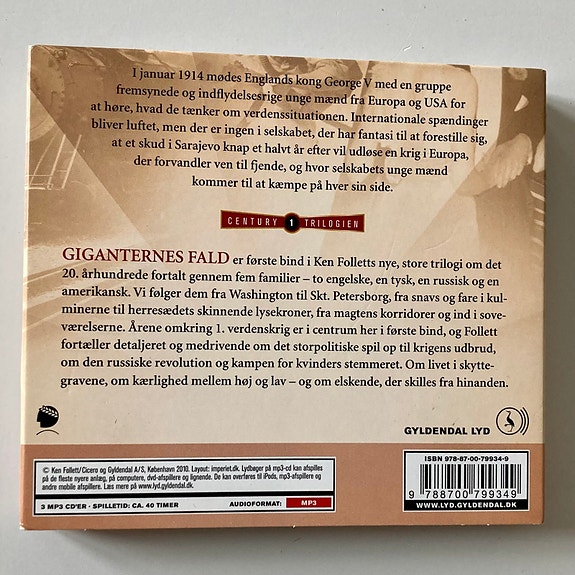 I januar 1914 mødes Englands kong George V med en gruppe
fremsynede og indflydelsesrige unge mænd fra Europa og USA for
at høre, hvad de tænker om verdenssituationen. Internationale spændinger
bliver luftet, men der er ingen i selskabet, der har fantasi til at forestille sig,
at et skud i Sarajevo knap et halvt år efter vil udløse en krig i Europa,
der forvandler ven til fjende, og hvor selskabets unge mænd
kommer til at kæmpe på hver sin side.
CENTURY 1 TRILOGIEN
GIGANTERNES FALD er første bind i Ken Folletts nye, store trilogi om det
20. århundrede fortalt gennem fem familier – to engelske, en tysk, en russisk og en
amerikansk. Vi følger dem fra Washington til Skt. Petersborg, fra snavs og fare i kul-
minerne til herresædets skinnende lysekroner, fra magtens korridorer og ind i sove-
værelserne. Årene omkring 1. verdenskrig er i centrum her i første bind, og Follett
fortæller detaljeret og medrivende om det storpolitiske spil op til krigens udbrud,
om den russiske revolution og kampen for kvinders stemmeret. Om livet i skytte-
gravene, om kærlighed mellem høj og lav – og om elskende, der skilles fra hinanden.
GYLDENDAL LYD
© Ken Follett/Cicero og Gyldendal A/S, København 2010. Layout: imperiet.dk. Lydbøger på mp3-cd kan afspilles
på de fleste nyere anlæg, på computere, dvd-afspillere og lignende. De kan overføres til iPods, mp3-afspillere og
andre mobile afspillere. Læs mere på www.lyd.gyldendal.dk.
3 MP3 CD'ER - SPILLETID: CA. 40 TIMER AUDIOFORMAT: MP3
ISBN 978-87-00-79934-9
9 788700 799349
WWW.LYD.GYLDENDAL.DK